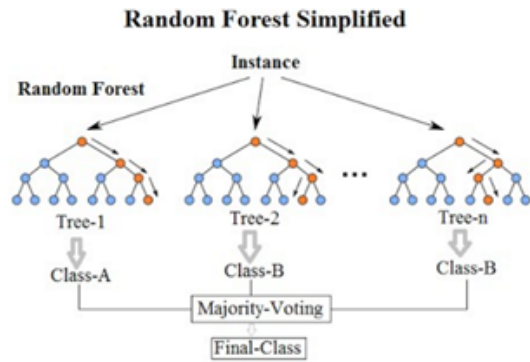 Random Forest Simplified
Instance
Random Forest
...
Tree-1
Tree-2
Tree-n
Class-A
Class-B
Class-B
Majority-Voting
Final-Class